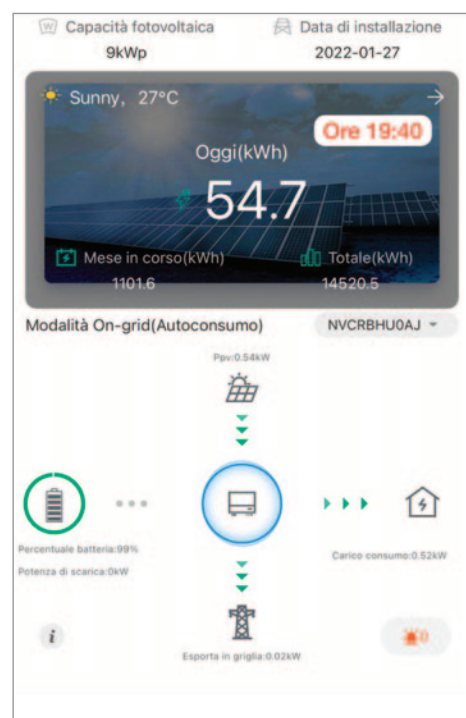 Capacità fotovoltaica Data di installazione
9kWp 2022-01-27
Sunny, 27°C
Ore 19:40
Oggi(kWh)
54.7
Mese in corso(kWh) Totale(kWh)
1101.6 14520.5
Modalità On-grid(Autoconsumo) NVCRBHU0AJ
Ppv:0.54kW
Percentuale batteria:99%
Carico consumo:0.52kW
Potenza di scarica:0kW
i
0
Esporta in griglia:0.02kW